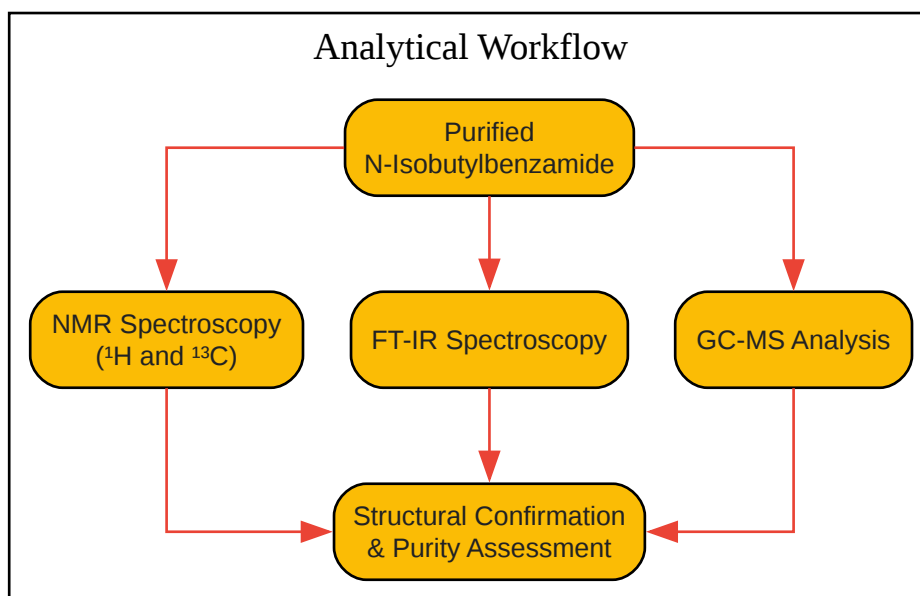 Analytical Workflow
Purified
N-Isobutylbenzamide
NMR Spectroscopy
(¹H and ¹³C)
FT-IR Spectroscopy
GC-MS Analysis
Structural Confirmation
& Purity Assessment